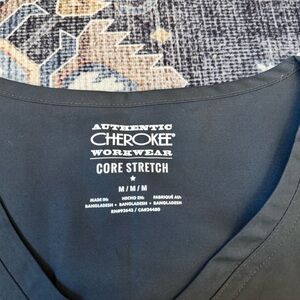 AUTHENTIC
CHEROKEE®
WORKWEAR
CORE STRETCH
★
M / M / M
MADE IN: HECHO EN: FABRIQUÉ AU:
BANGLADESH • BANGLADESH • BANGLADESH